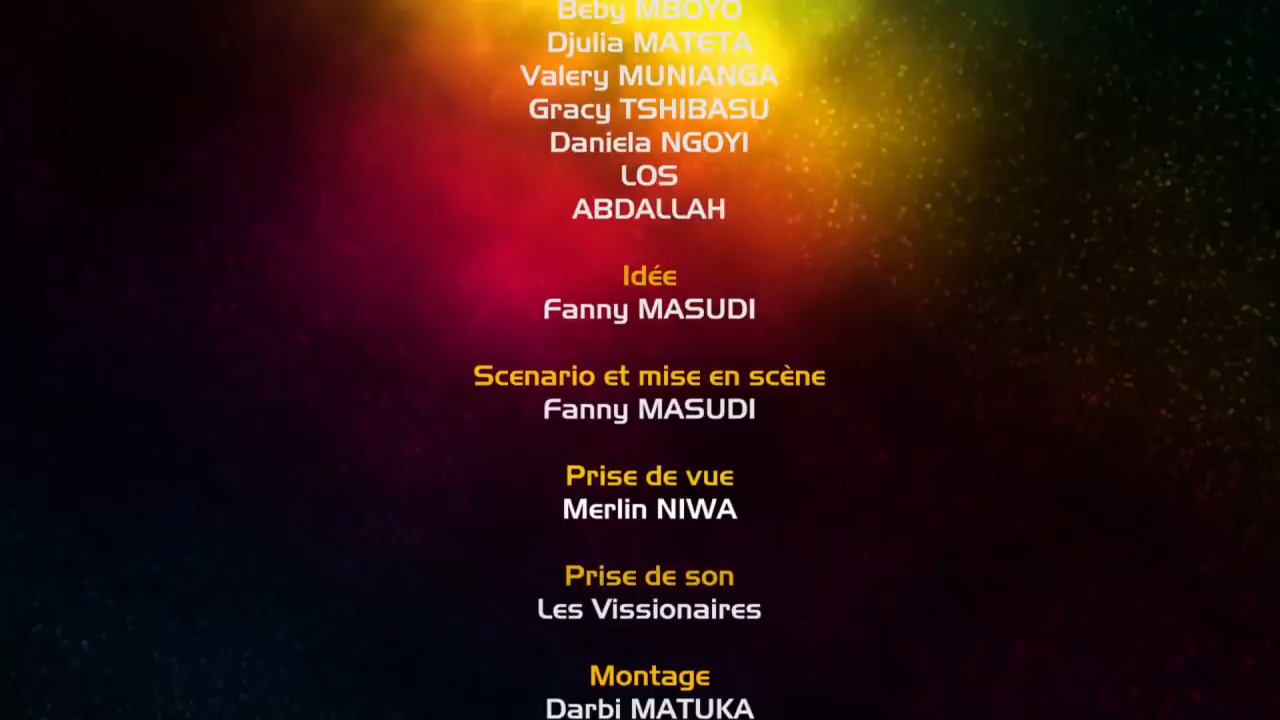 Beby MBOYO
Djulia MATETA
Valery MUNIANGA
Gracy TSHIBASU
Daniela NGOYI
LOS
ABDALLAH
Idée
Fanny MASUDI
Scenario et mise en scène
Fanny MASUDI
Prise de vue
Merlin NIWA
Prise de son
Les Vissionaires
Montage
Darbi MATUKA